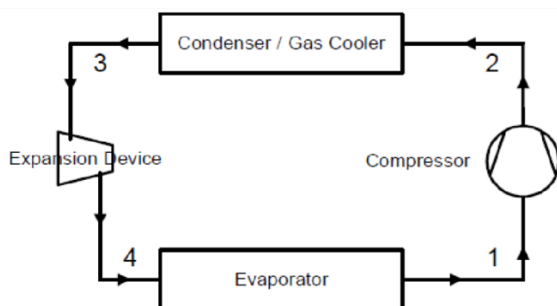 Condenser / Gas Cooler
3
2
Expansion Device
Compressor
4
1
Evaporator